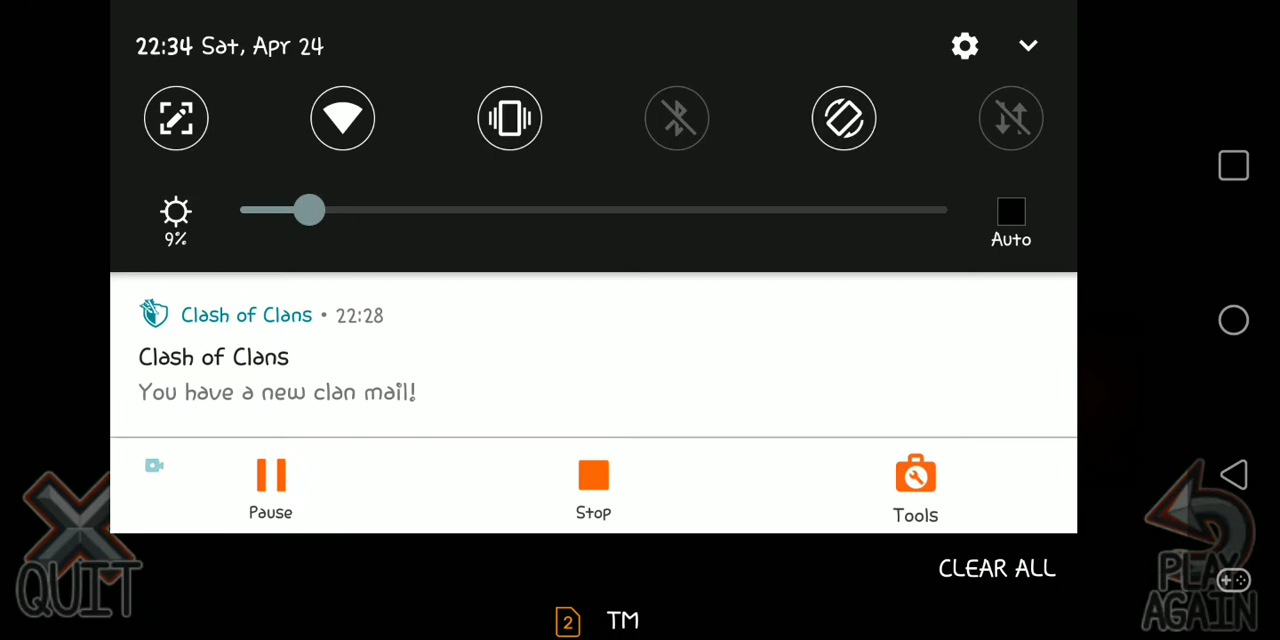 22:34 Sat, Apr 24
9%
Auto
Clash of Clans • 22:28
Clash of Clans
You have a new clan mail!
Pause
Stop
Tools
CLEAR ALL
QUIT
PLAY
AGAIN
2 TM